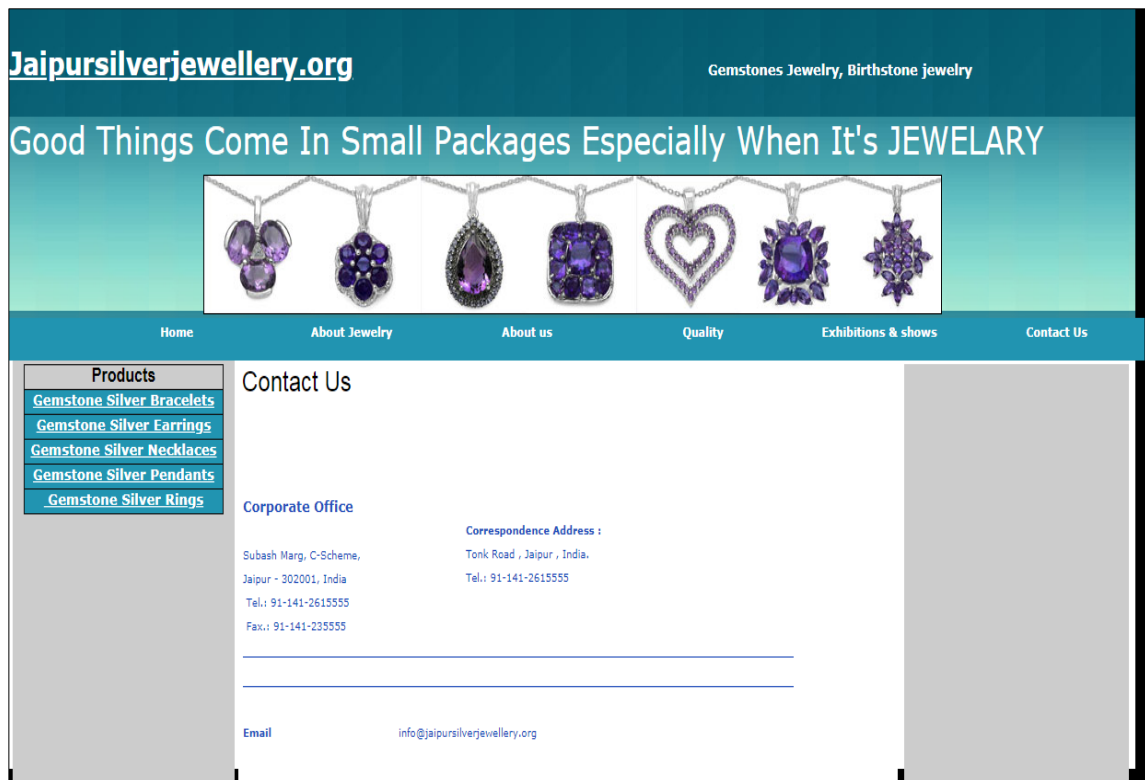 Jaipursilverjewellery.org
Gemstones Jewelry, Birthstone jewelry
Good Things Come In Small Packages Especially When It's JEWELARY
Home About Jewelry About us Quality Exhibitions & shows Contact Us
Products
Gemstone Silver Bracelets
Gemstone Silver Earrings
Gemstone Silver Necklaces
Gemstone Silver Pendants
Gemstone Silver Rings
Contact Us
Corporate Office
Subash Marg, C-Scheme,
Jaipur - 302001, India
Tel.: 91-141-2615555
Fax.: 91-141-235555
Correspondence Address :
Tonk Road , Jaipur , India.
Tel.: 91-141-2615555
Email info@jaipursilverjewellery.org